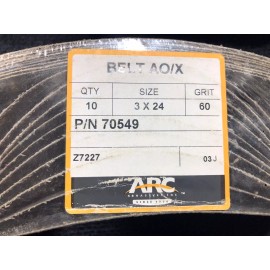 BELT AO/X
QTY SIZE GRIT
10 3 X 24 60
P/N 70549
Z7227 03J
ARC